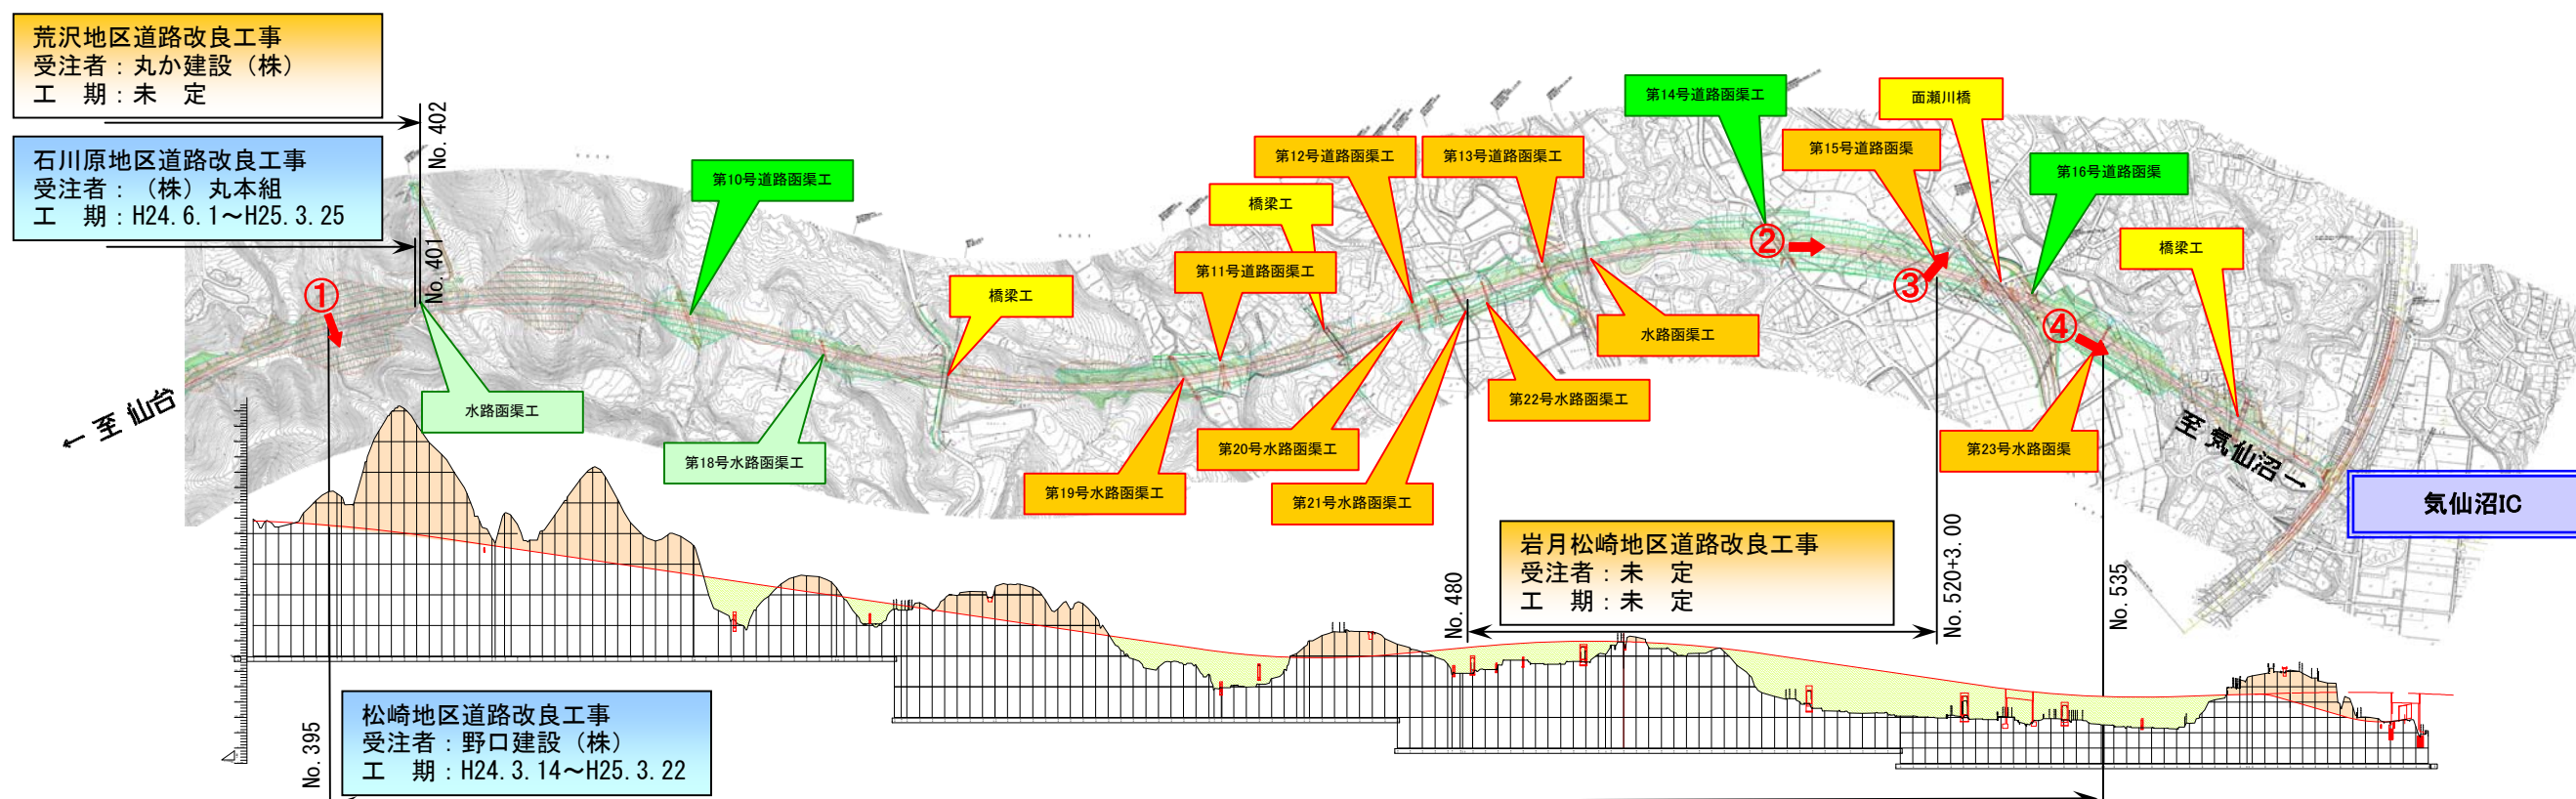 荒沢地区道路改良工事
受注者：丸か建設（株）
工　期：未　定
No. 402
石川原地区道路改良工事
受注者：（株）丸本組
工　期：H24.6.1～H25.3.25
No. 401
①
第10号道路函渠工
橋梁工
第11号道路函渠工
橋梁工
第12号道路函渠工
第13号道路函渠工
第14号道路函渠工
②
第15号道路函渠
③
面瀬川橋
第16号道路函渠
④
橋梁工
←至 仙台
水路函渠工
第18号水路函渠工
第19号水路函渠工
第20号水路函渠工
第21号水路函渠工
第22号水路函渠工
水路函渠工
第23号水路函渠
至 気仙沼→
気仙沼IC
No. 480
岩月松崎地区道路改良工事
受注者：未　定
工　期：未　定
No. 520+3.00
No. 535
No. 395
松崎地区道路改良工事
受注者：野口建設（株）
工　期：H24.3.14～H25.3.22